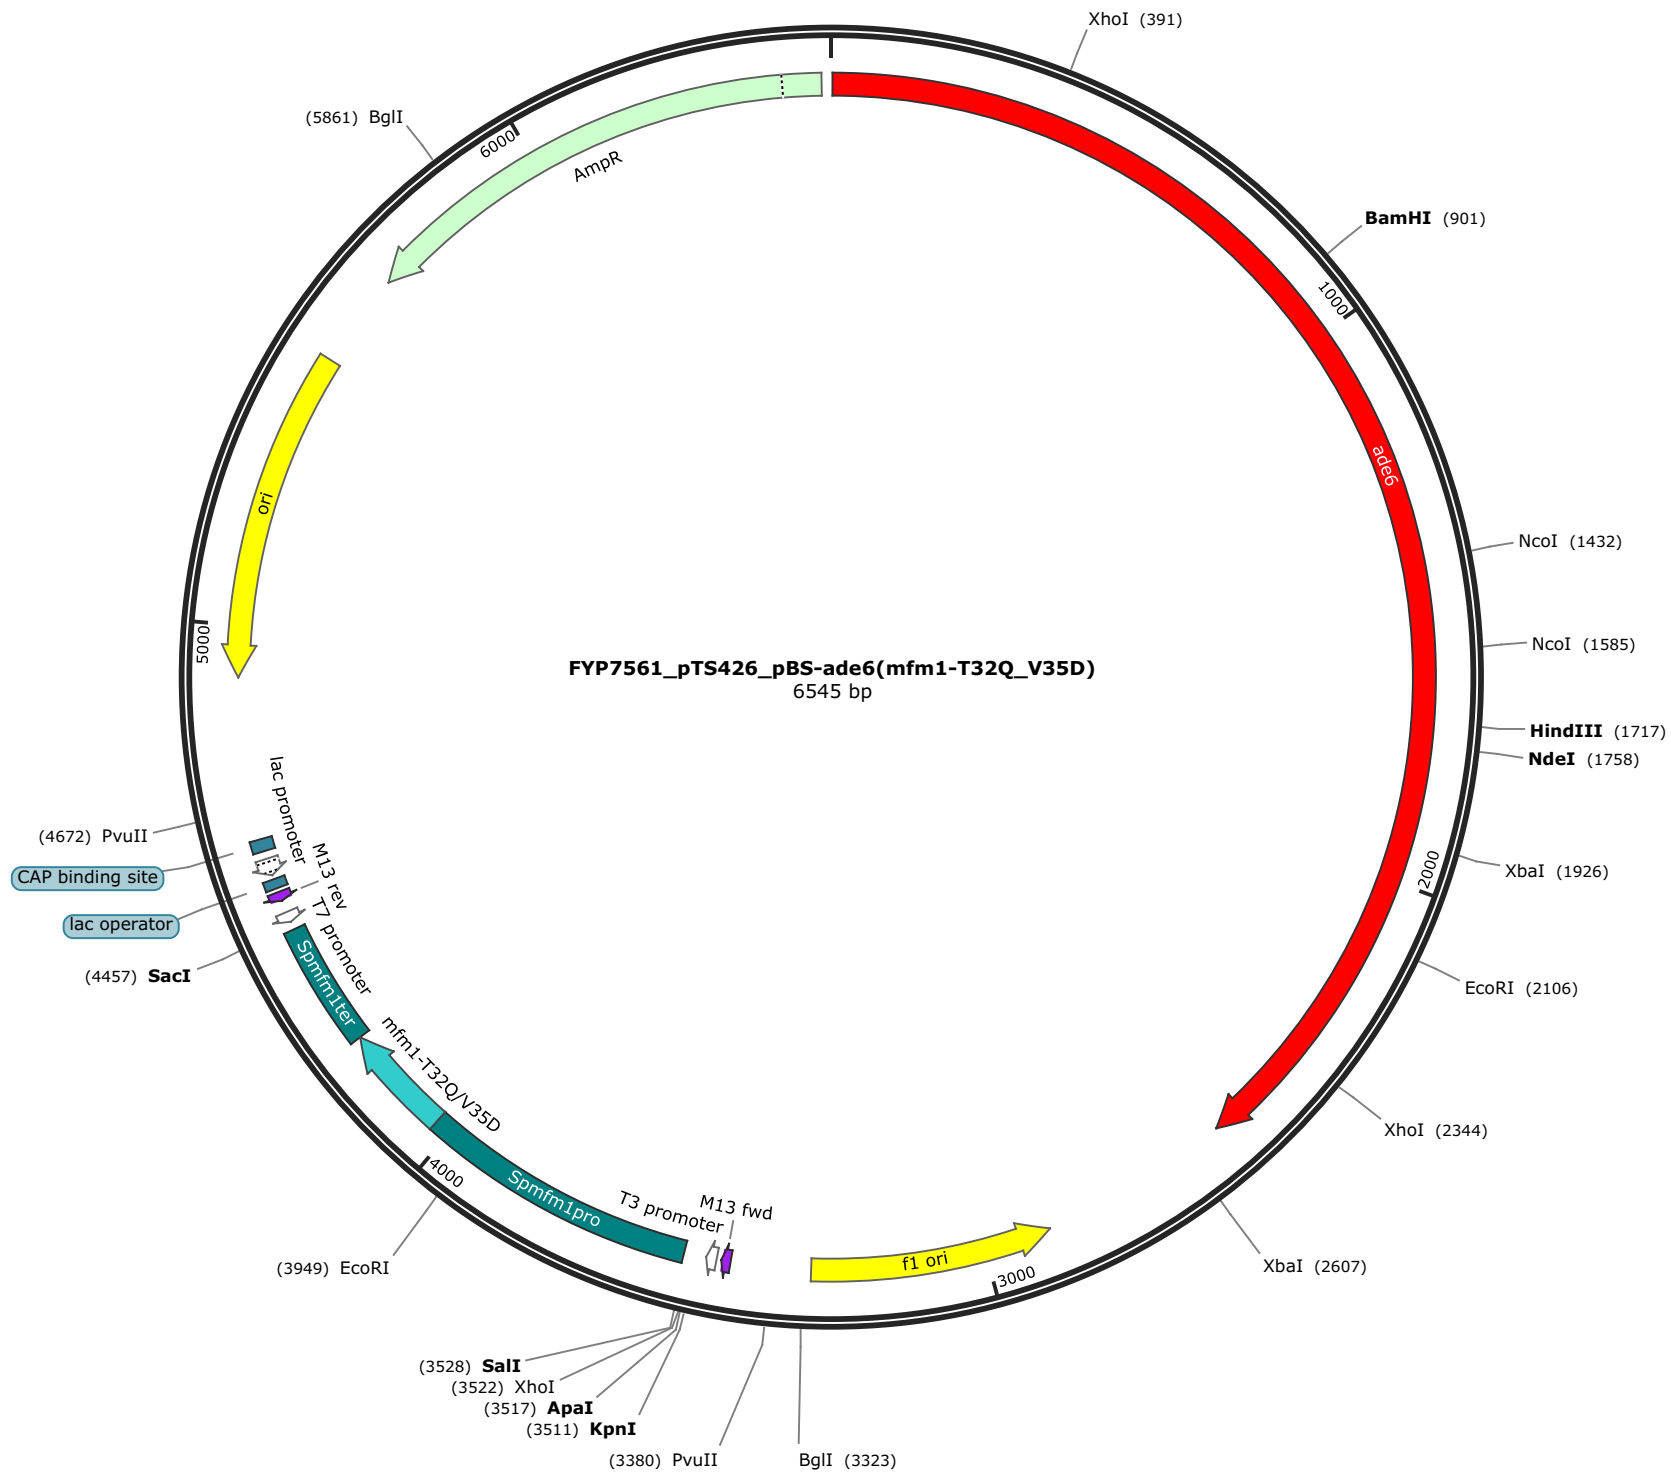 XhoI (391)
(5861) BglI
6000
AmpR
BamHI (901)
1000
ade6
ori
NcoI (1432)
5000
NcoI (1585)
FYP7561_pTS426_pBS-ade6(mfm1-T32Q_V35D)
6545 bp
HindIII (1717)
NdeI (1758)
lac promoter
(4672) PvuII
M13 rev
2000
XbaI (1926)
CAP binding site
T7 promoter
lac operator
(4457) SacI
Spmfm1ter
EcoRI (2106)
mfm1-T32Q/V35D
XhoI (2344)
4000
Spmfm1pro
T3 promoter
M13 fwd
f1 ori
3000
(3949) EcoRI
XbaI (2607)
(3528) SalI
(3522) XhoI
(3517) ApaI
(3511) KpnI
(3380) PvuII
BglI (3323)